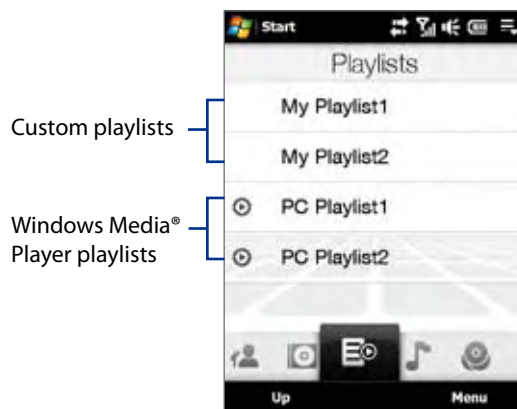 Start
Playlists
My Playlist1
Custom playlists
My Playlist2
PC Playlist1
Windows Media®
Player playlists
PC Playlist2
Up
Menu